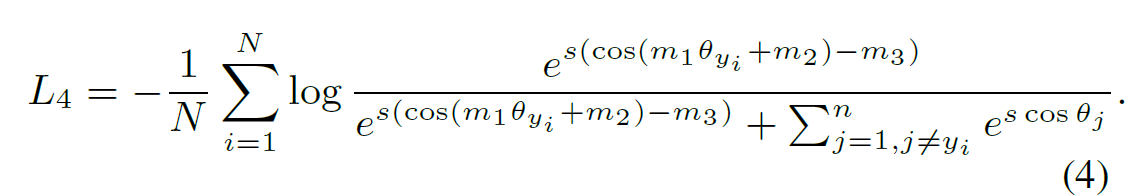 L_4 = -\frac{1}{N} \sum_{i=1}^{N} \log \frac{e^{s(\cos(m_1\theta_{y_i}+m_2)-m_3)}}{e^{s(\cos(m_1\theta_{y_i}+m_2)-m_3)} + \sum_{j=1,j\neq y_i}^{n} e^{s\cos\theta_j}}.
(4)